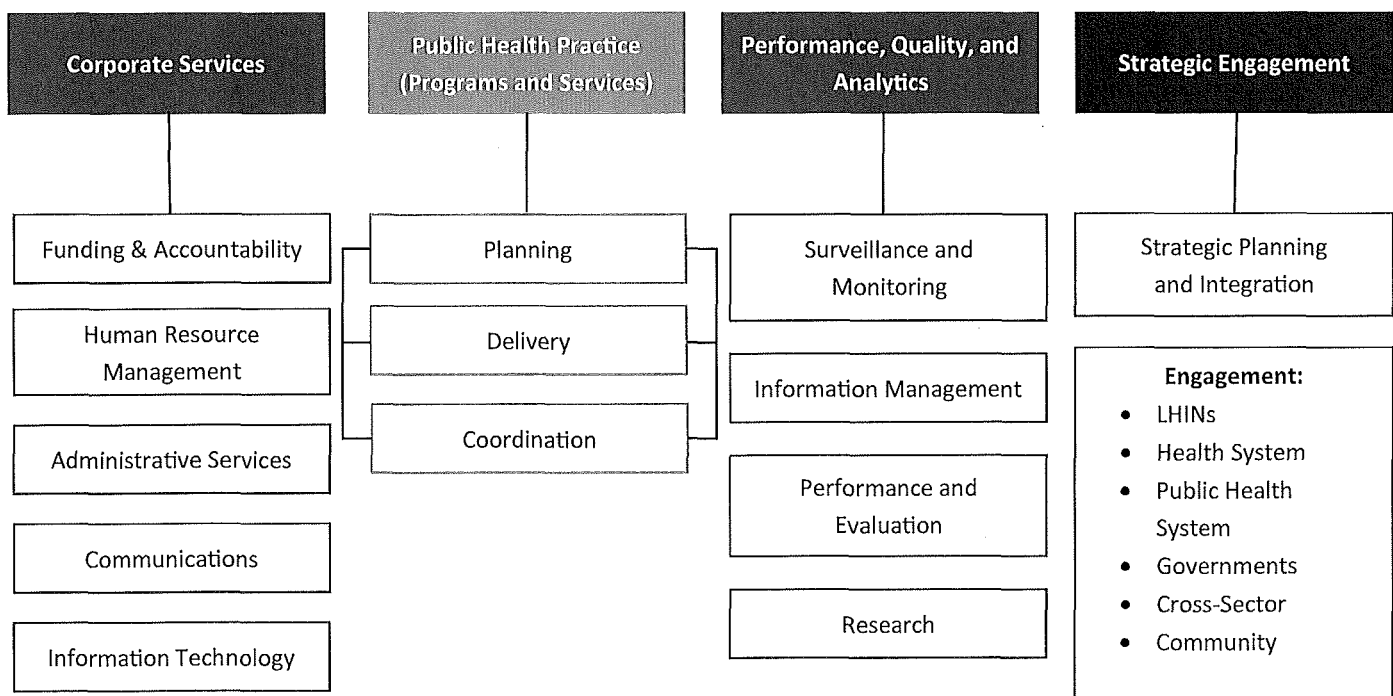 Corporate Services
Funding & Accountability
Human Resource
Management
Administrative Services
Communications
Information Technology
Public Health Practice
(Programs and Services)
Planning
Delivery
Coordination
Performance, Quality, and
Analytics
Surveillance and
Monitoring
Information Management
Performance and
Evaluation
Research
Strategic Engagement
Strategic Planning
and Integration
Engagement:
• LHINs
• Health System
• Public Health
System
• Governments
• Cross-Sector
• Community